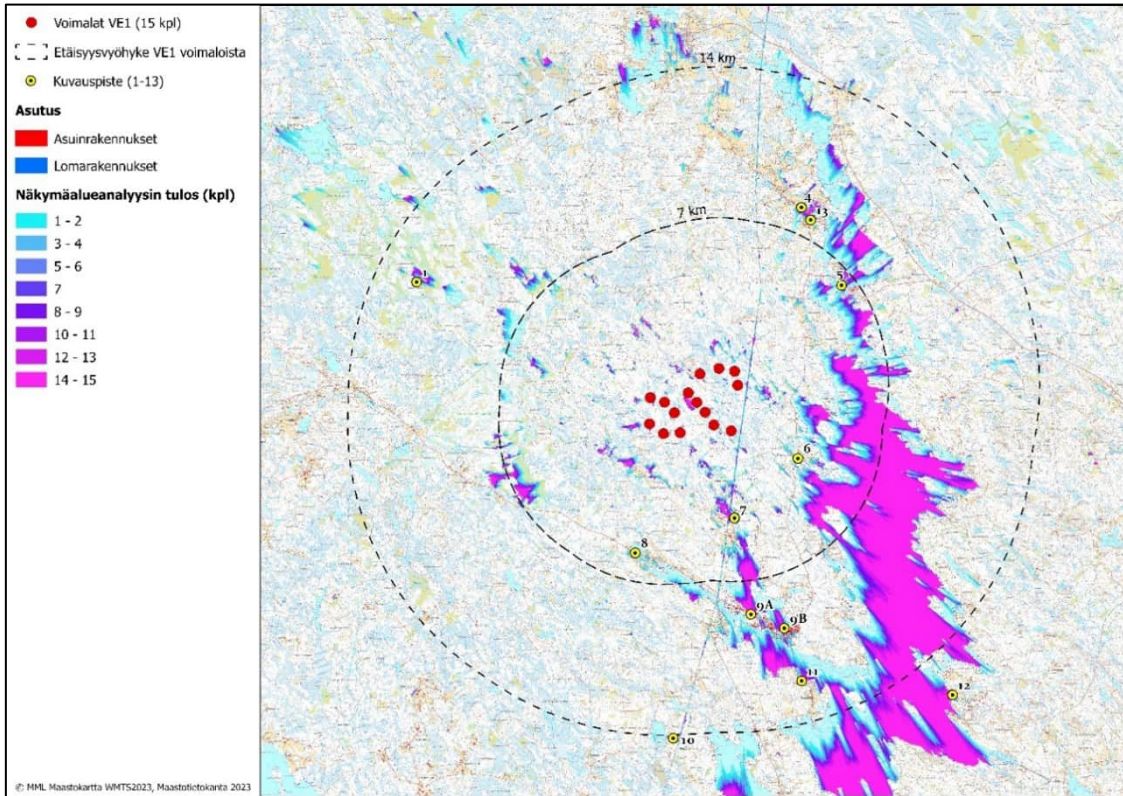 Voimalat VE1 (15 kpl)
Etäisyysvyöhyke VE1 voimaloista
Kuvauspiste (1-13)
Asutus
Asuinrakennukset
Lomarakennukset
Näkymäalueanalyysin tulos (kpl)
1 - 2
3 - 4
5 - 6
7
8 - 9
10 - 11
12 - 13
14 - 15
© MML Maastokartta WMTS2023, Maastotietokanta 2023
14 km
4
13
7 km
1
5
6
7
8
9A
9B
11
12
10